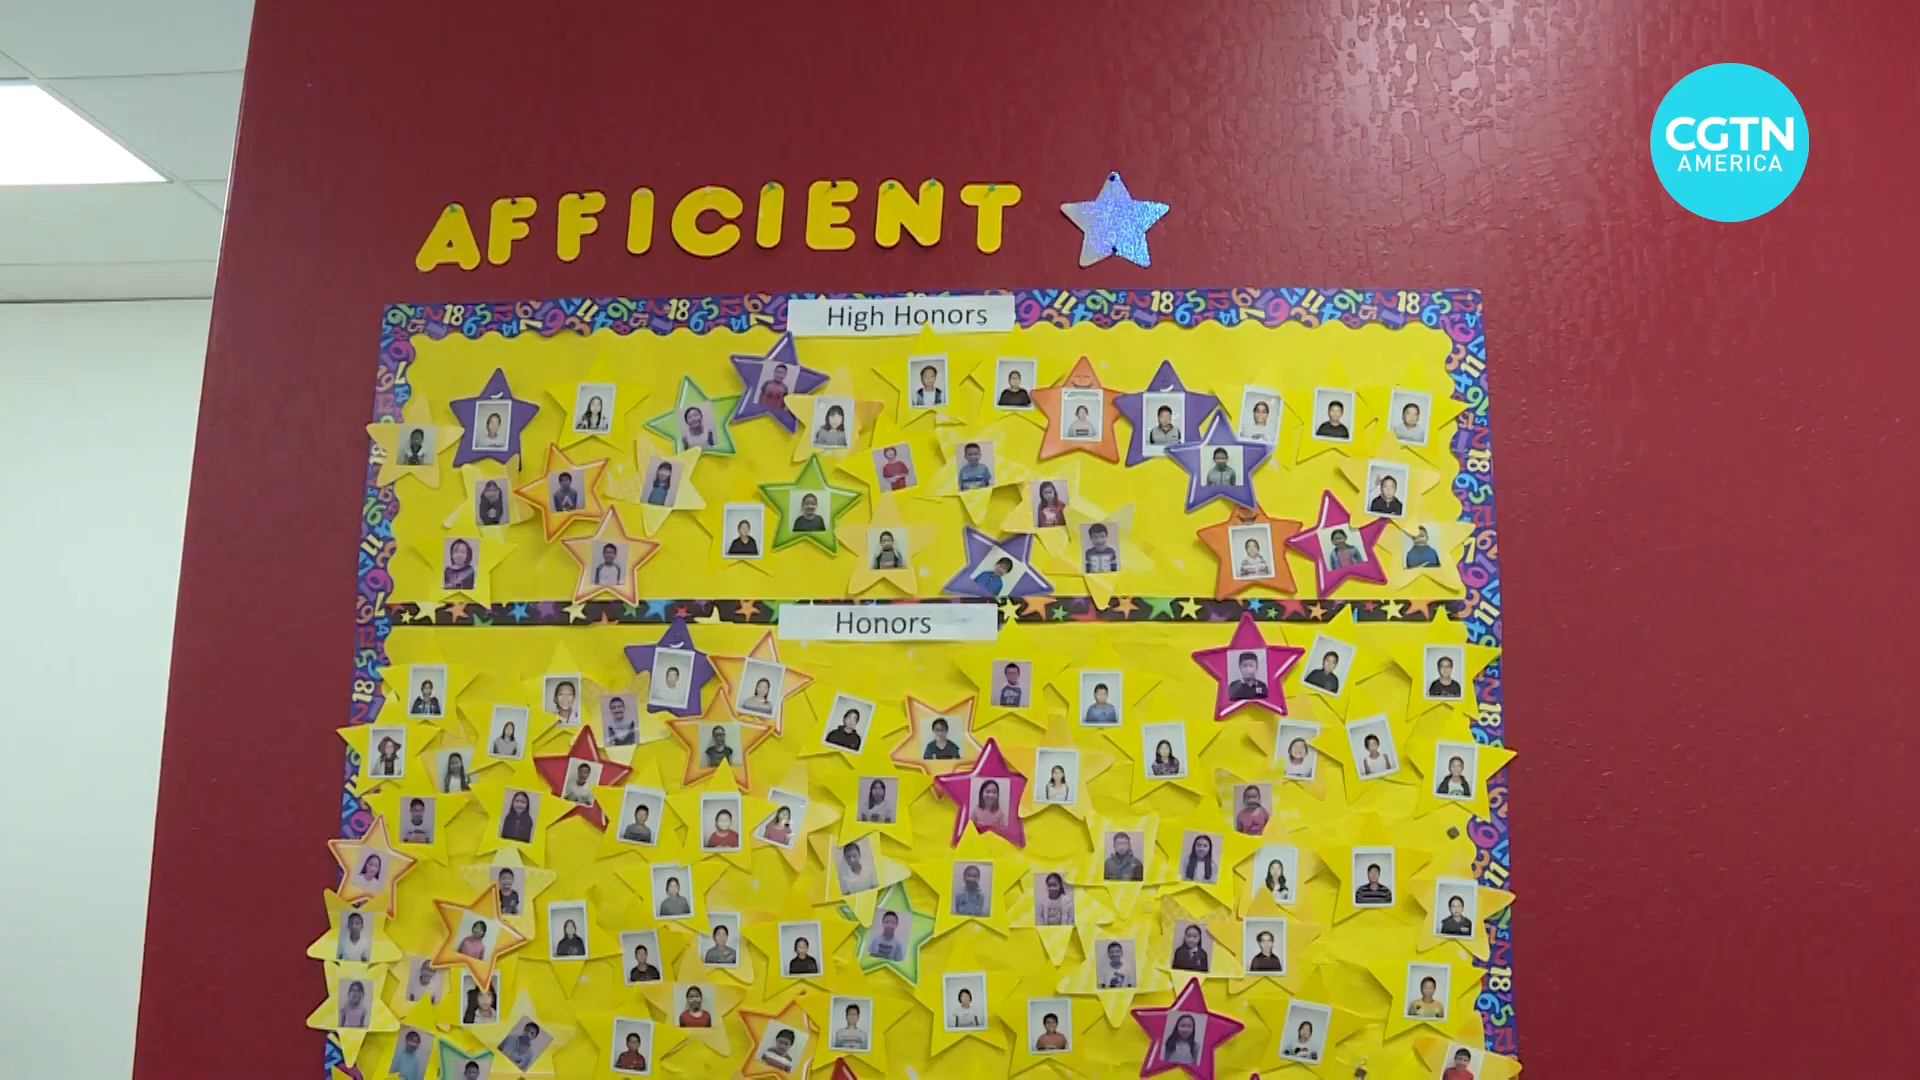 CGTN
AMERICA
AFFICIENT
High Honors
Honors